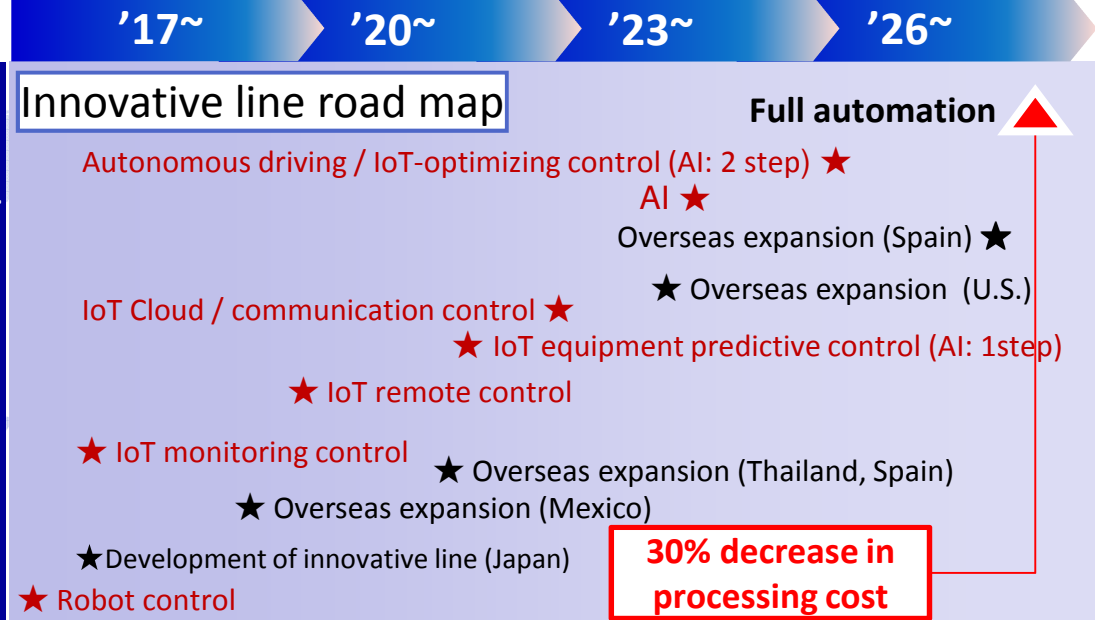 ’17~ ’20~ ’23~ ’26~
Innovative line road map
Full automation
Autonomous driving / IoT-optimizing control (AI: 2 step) ★
AI ★
Overseas expansion (Spain) ★
★ Overseas expansion (U.S.)
IoT Cloud / communication control ★
★ IoT equipment predictive control (AI: 1step)
★ IoT remote control
★ IoT monitoring control
★ Overseas expansion (Thailand, Spain)
★ Overseas expansion (Mexico)
★Development of innovative line (Japan)
30% decrease in
processing cost
★ Robot control